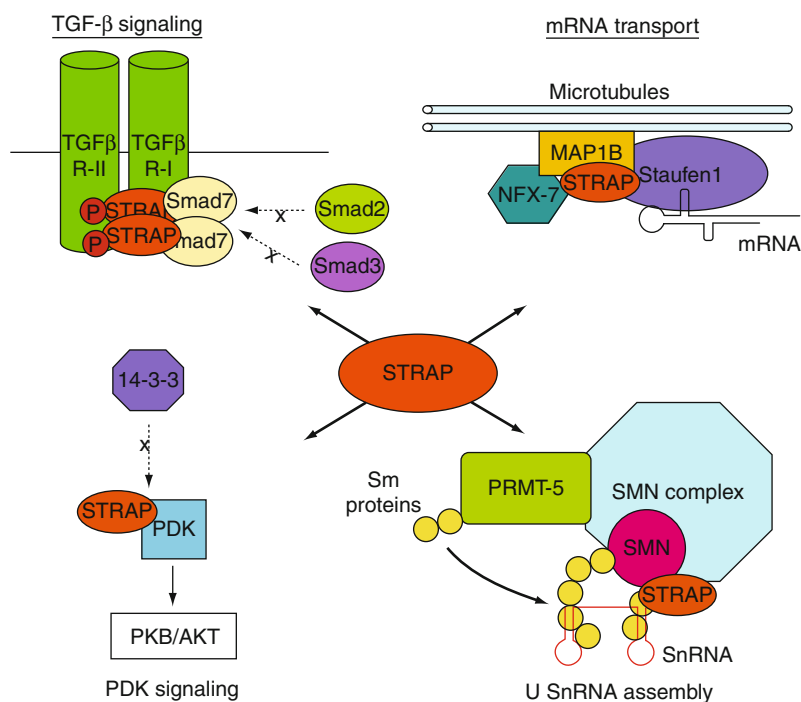 TGF-β signaling
TGFβ
R-II
TGFβ
R-I
P
STRAP
Smad7
P
STRAP
mad7
x
Smad2
x
Smad3
mRNA transport
Microtubules
MAP1B
NFX-7
STRAP
Staufen1
mRNA
STRAP
14-3-3
x
STRAP
PDK
PKB/AKT
PDK signaling
Sm
proteins
PRMT-5
SMN complex
SMN
STRAP
SnRNA
U SnRNA assembly